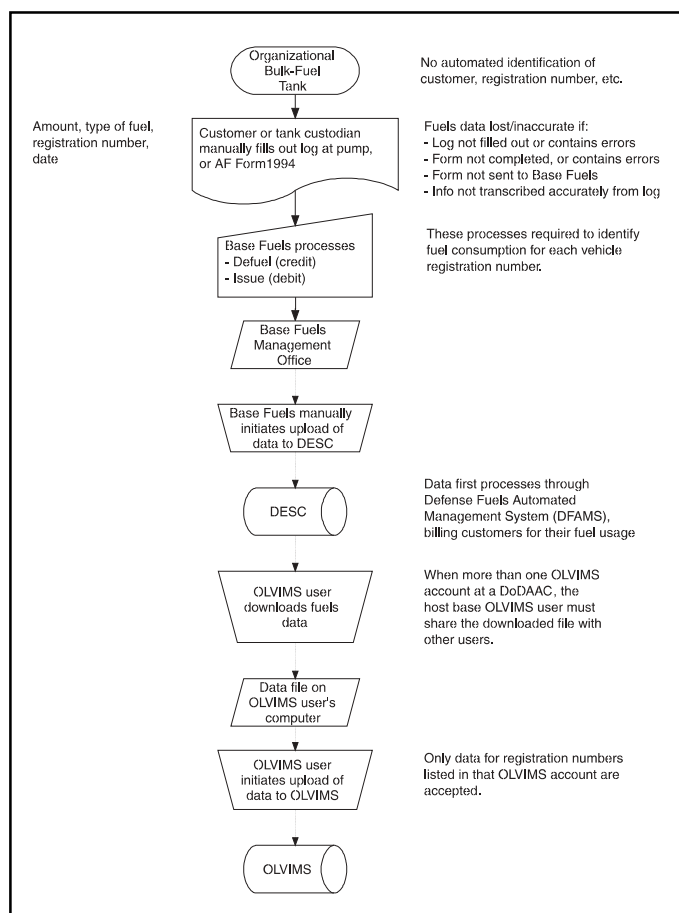 Organizational
Bulk-Fuel
Tank
No automated identification of
customer, registration number, etc.
Amount, type of fuel,
registration number,
date
Customer or tank custodian
manually fills out log at pump,
or AF Form1994
Fuels data lost/inaccurate if:
- Log not filled out or contains errors
- Form not completed, or contains errors
- Form not sent to Base Fuels
- Info not transcribed accurately from log
Base Fuels processes
- Defuel (credit)
- Issue (debit)
These processes required to identify
fuel consumption for each vehicle
registration number.
Base Fuels
Management
Office
Base Fuels manually
initiates upload of
data to DESC
DESC
Data first processes through
Defense Fuels Automated
Management System (DFAMS),
billing customers for their fuel usage
OLVIMS user
downloads fuels
data
When more than one OLVIMS
account at a DoDAAC, the
host base OLVIMS user must
share the downloaded file with
other users.
Data file on
OLVIMS user's
computer
OLVIMS user
initiates upload of
data to OLVIMS
Only data for registration numbers
listed in that OLVIMS account are
accepted.
OLVIMS